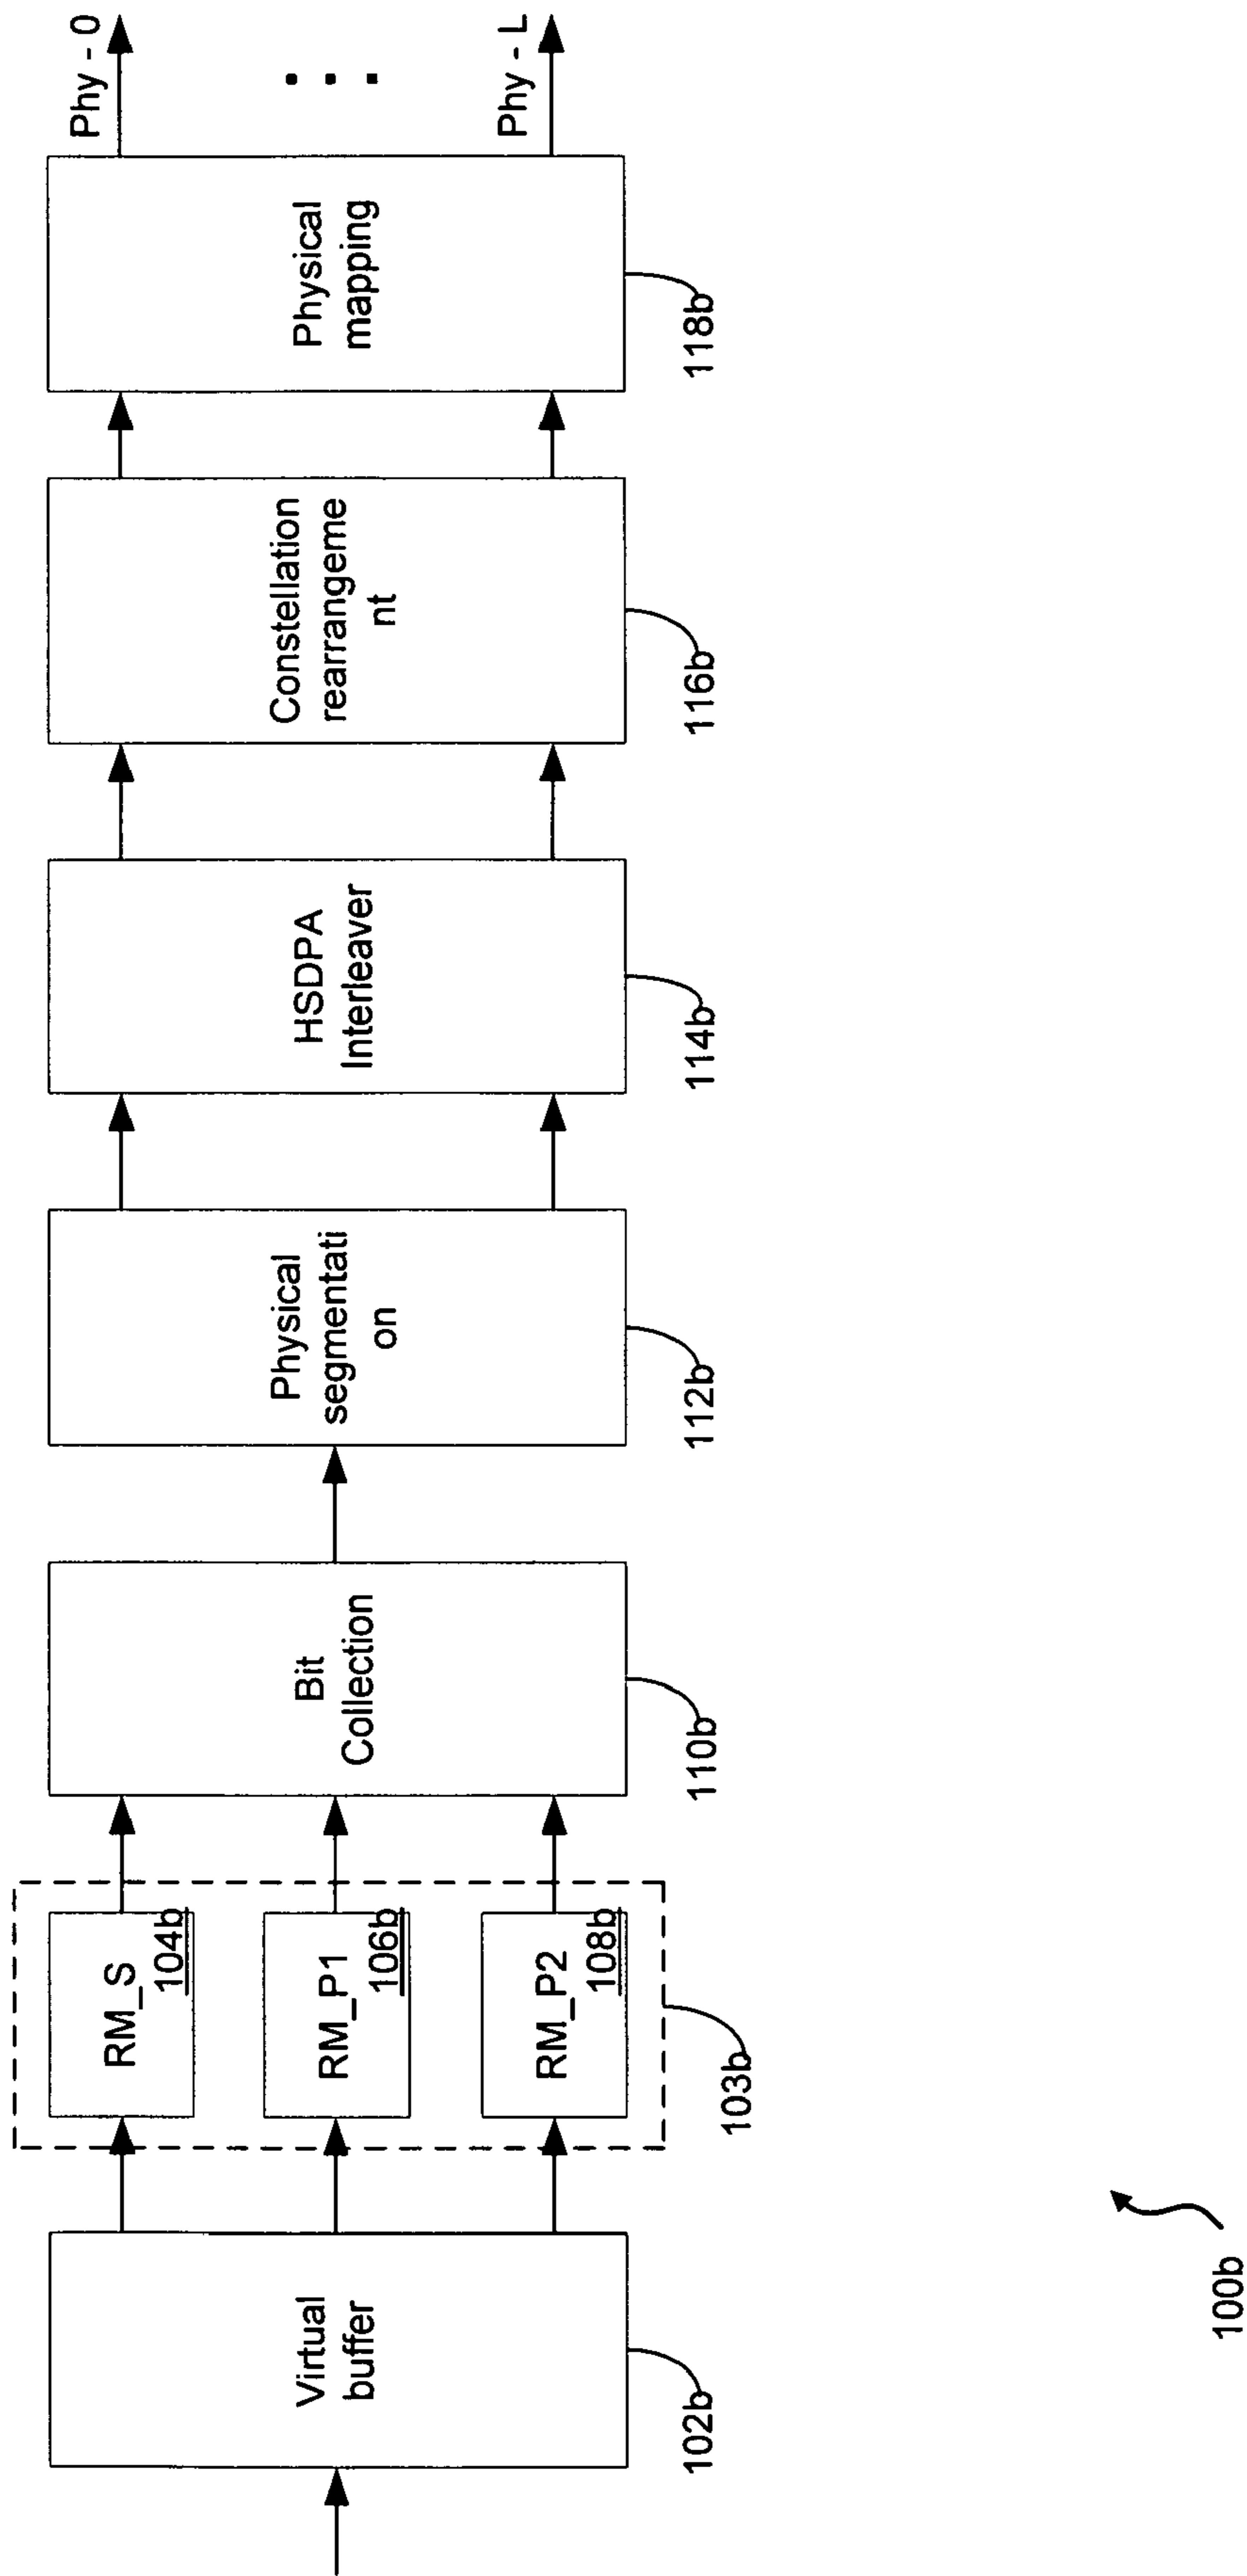 Virtual
buffer
102b
RM_S
104b
RM_P1
106b
RM_P2
108b
103b
Bit
Collection
110b
Physical
segmentati
on
112b
HSDPA
Interleaver
114b
Constellation
rearrangeme
nt
116b
Physical
mapping
118b
Phy - 0
Phy - L
100b